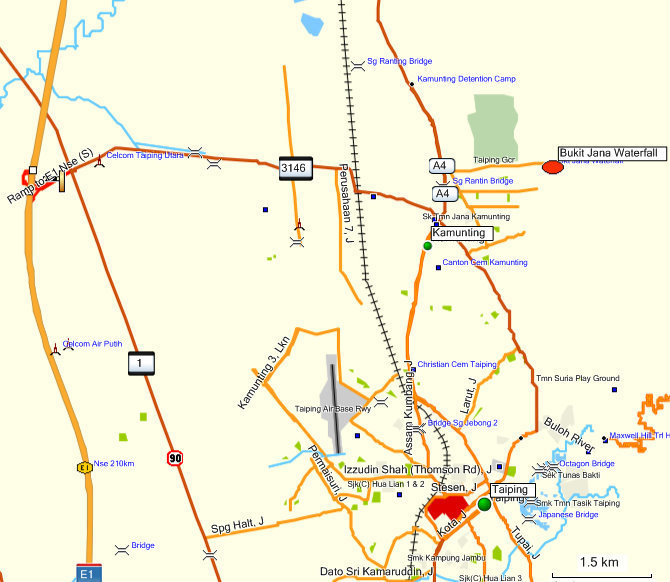 Sg Ranting Bridge
Kamunting Detention Camp
Bukit Jana Waterfall
Celcom Taiping Utara
A4
Taiping Gcr
3146
Ramp to E1 Nse (S)
Perusahaan 7, J
Sg Rantin Bridge
A4
Sk Tmn Jana Kamunting
Kamunting
Canton Cem Kamunting
Celcom Air Putih
1
Kamunting 3, Lkn
Christian Cem Taiping
Assam Kumbang, J
Larut, J
Tmn Suria Play Ground
Taiping Air Base Rwy
Bridge Sg Jebong 2
Buloh River
Maxwell Hill Trl H
90
E1
Nse 210km
Permaisuri, J
Izzudin Shah (Thomson Rd), J
Octagon Bridge
Sek Tunas Bakti
Sjk(C) Hua Lian 1 & 2
Stesen, J
Taiping
Smk Tmn Tasik Taiping
Japanese Bridge
Spg Halt, J
Kota, J
Tupai, J
Bridge
Smk Kampung Jambu
1.5 km
E1
Dato Sri Kamaruddin, J
Sjk(C) Hua Lian 3